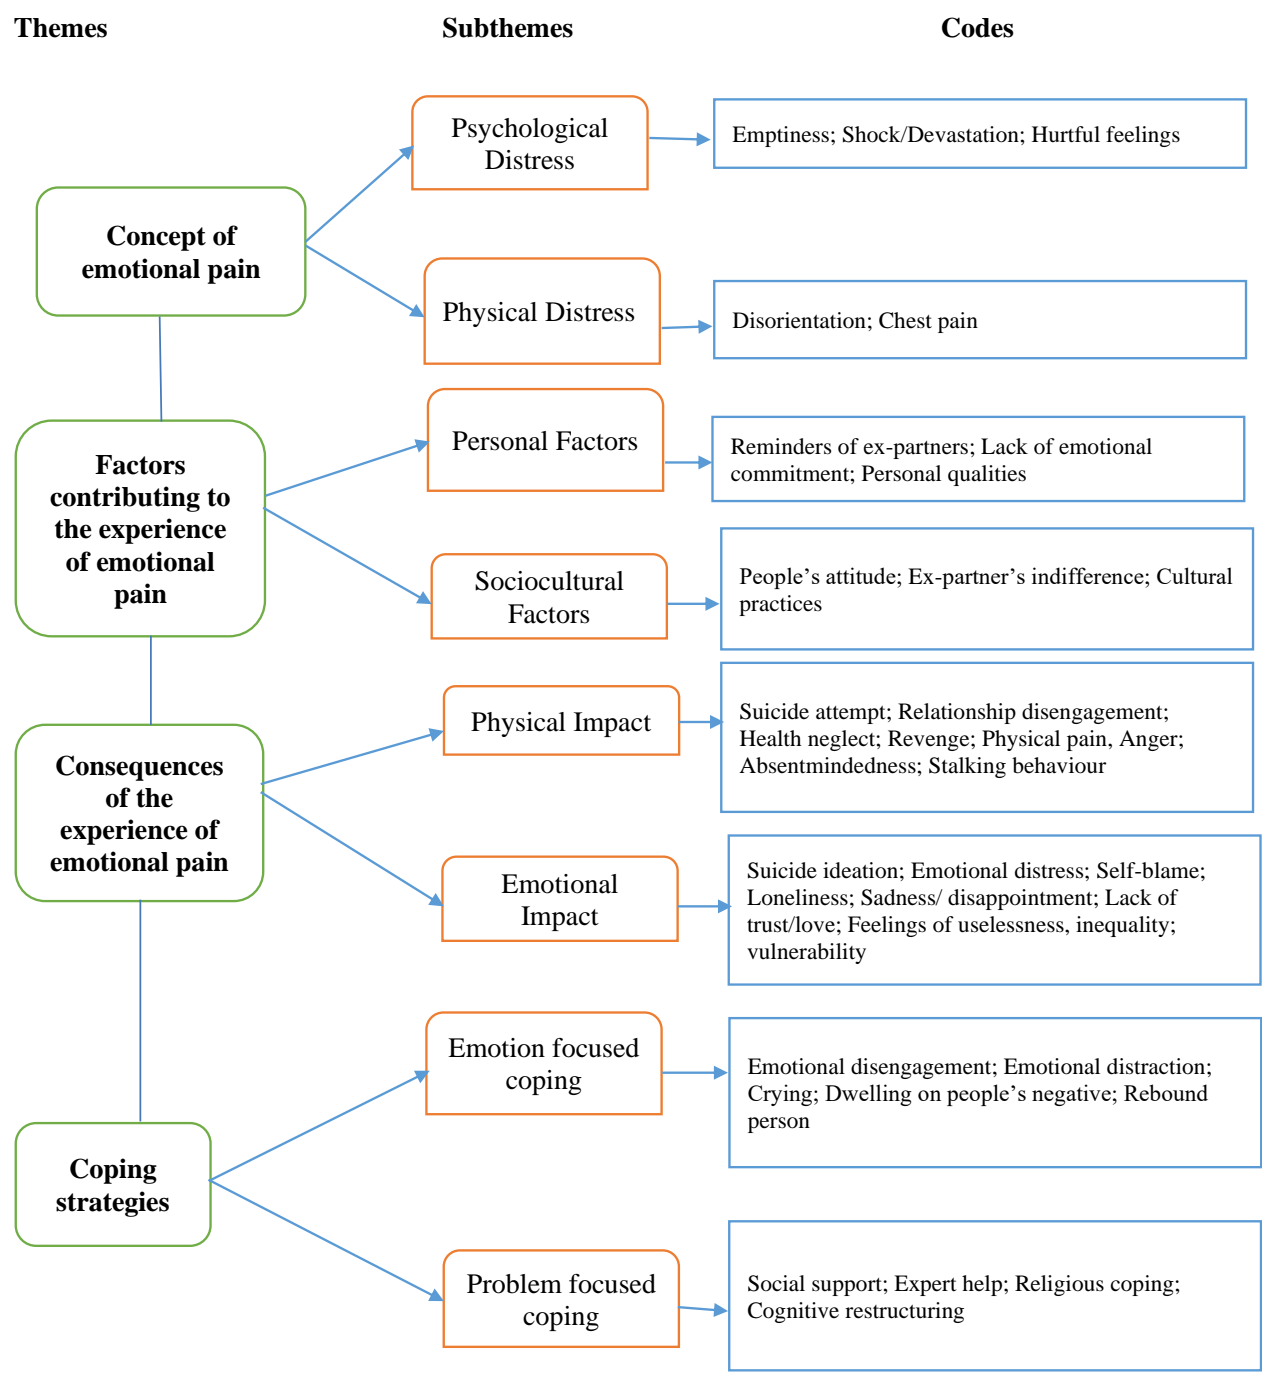 Themes
Subthemes
Codes
Concept of
emotional pain
Psychological
Distress
Emptiness; Shock/Devastation; Hurtful feelings
Physical Distress
Disorientation; Chest pain
Factors
contributing to
the experience
of emotional
pain
Personal Factors
Reminders of ex-partners; Lack of emotional
commitment; Personal qualities
Sociocultural
Factors
People’s attitude; Ex-partner’s indifference; Cultural
practices
Consequences
of the
experience of
emotional pain
Physical Impact
Suicide attempt; Relationship disengagement;
Health neglect; Revenge; Physical pain, Anger;
Absentmindedness; Stalking behaviour
Emotional
Impact
Suicide ideation; Emotional distress; Self-blame;
Loneliness; Sadness/ disappointment; Lack of
trust/love; Feelings of uselessness, inequality;
vulnerability
Coping
strategies
Emotion focused
coping
Emotional disengagement; Emotional distraction;
Crying; Dwelling on people’s negative; Rebound
person
Problem focused
coping
Social support; Expert help; Religious coping;
Cognitive restructuring